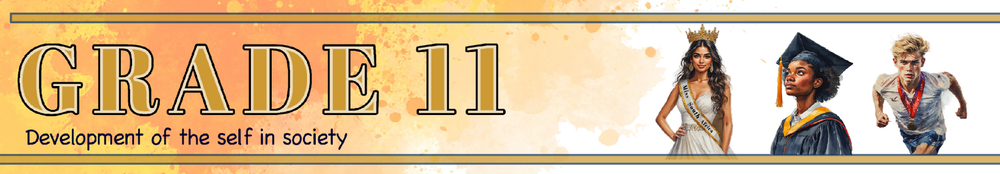 GRADE 11
Development of the self in society
Miss South Africa